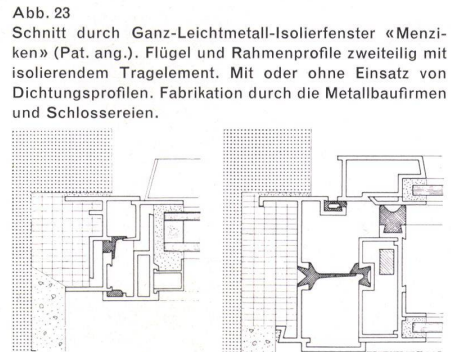 Abb. 23
Schnitt durch Ganz-Leichtmetall-Isolierfenster «Menzi-
ken» (Pat. ang.). Flügel und Rahmenprofile zweiteilig mit
isolierendem Tragelement. Mit oder ohne Einsatz von
Dichtungsprofilen. Fabrikation durch die Metallbaufirmen
und Schlossereien.